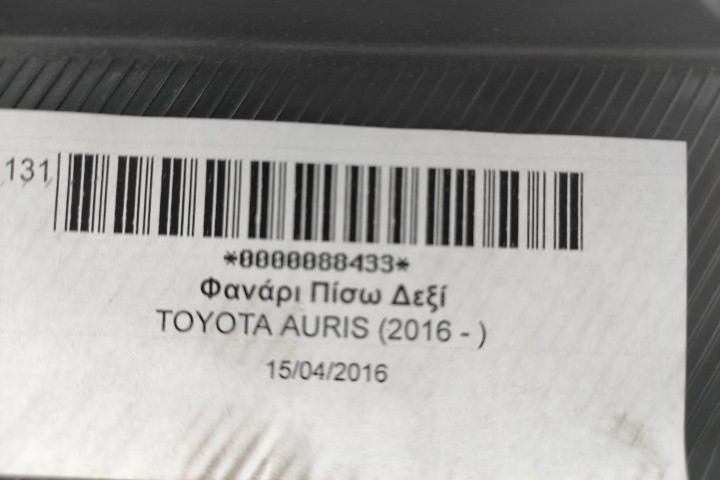 131
*0000088433*
Φανάρι Πίσω Δεξί
TOYOTA AURIS (2016 - )
15/04/2016